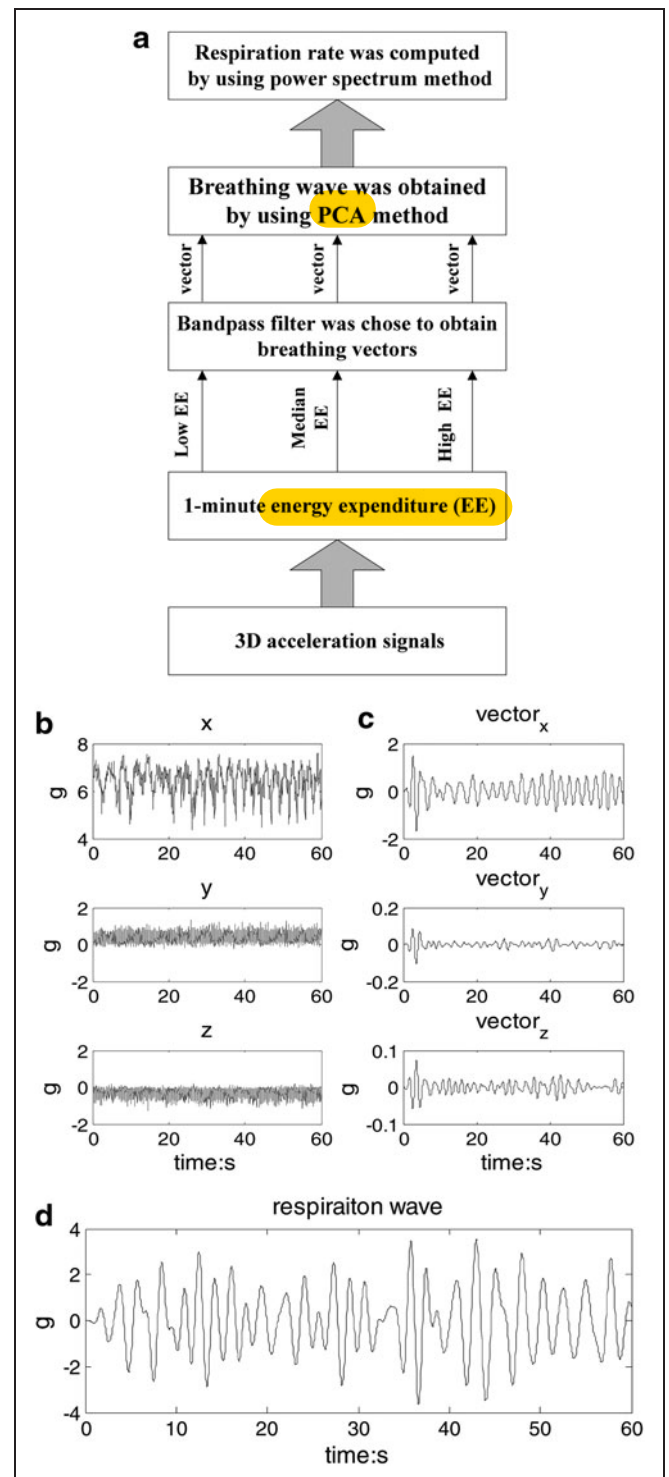 a
Respiration rate was computed
by using power spectrum method
Breathing wave was obtained
by using PCA method
vector
vector
vector
Bandpass filter was chose to obtain
breathing vectors
Low EE
Median
EE
High EE
1-minute energy expenditure (EE)
3D acceleration signals
b
x
8
6
4
g
0
20
40
60
y
2
0
-2
g
0
20
40
60
z
2
0
-2
g
0
20
40
60
time:s
c
vector_x
2
0
-2
g
0
20
40
60
vector_y
0.2
0
-0.2
g
0
20
40
60
vector_z
0.1
0
-0.1
g
0
20
40
60
time:s
d
respiraiton wave
4
2
0
-2
-4
g
0
10
20
30
40
50
60
time:s